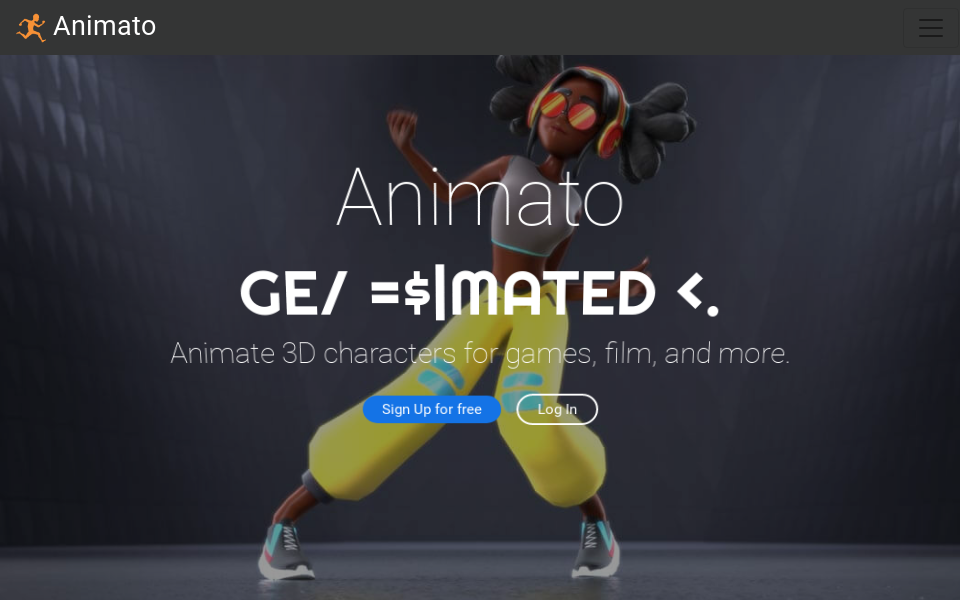 Animato
Animato
GE/ =$|MATED <.
Animate 3D characters for games, film, and more.
Sign Up for free
Log In